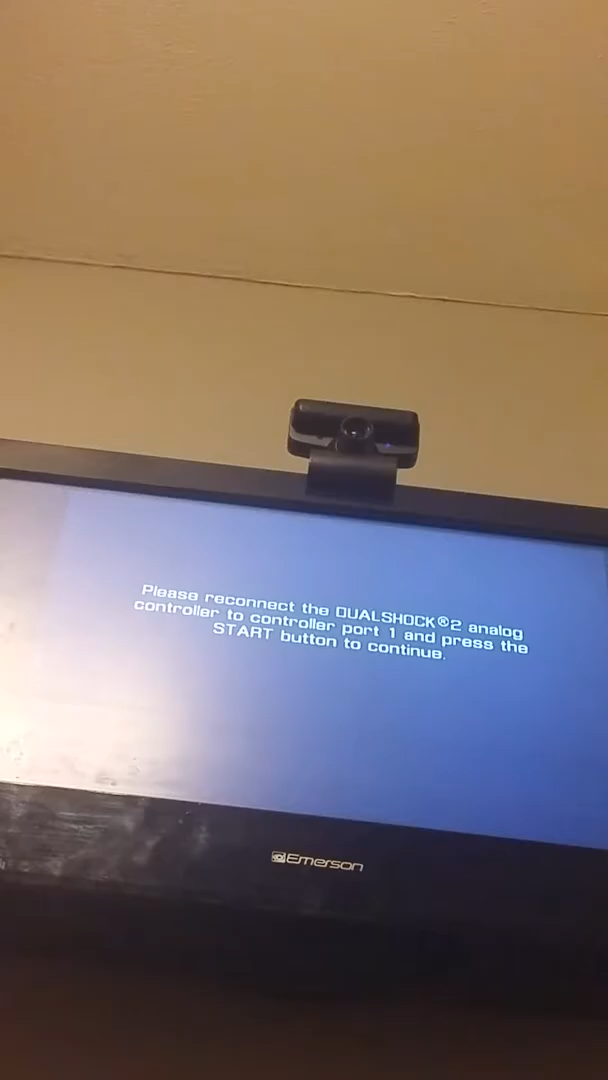 Please reconnect the DUALSHOCK®2 analog
controller to controller port 1 and press the
START button to continue.
Emerson